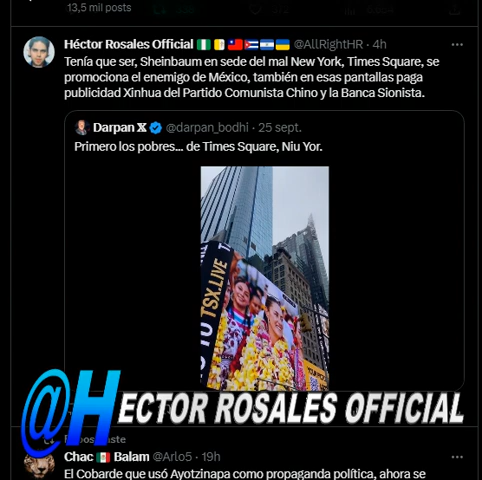 13,5 mil posts
Héctor Rosales Official @AllRightHR · 4h
Tenía que ser, Sheinbaum en sede del mal New York, Times Square, se
promociona el enemigo de México, también en esas pantallas paga
publicidad Xinhua del Partido Comunista Chino y la Banca Sionista.
Darpan X @darpan_bodhi · 25 sept.
Primero los pobres... de Times Square, Niu Yor.
TSX.LIVE
@HECTOR ROSALES OFFICIAL
Chac Balam @Arlo5 · 19h
El Cobarde que usó Ayotzinapa como propaganda política, ahora se